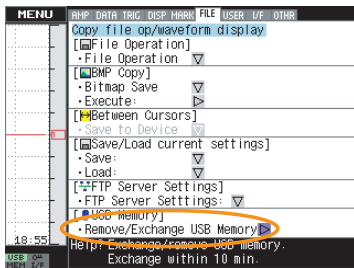 MENU
AMP DATA TRIG DISP MARK FILE USER I/F OTHR
Copy file op/waveform display
[File Operation]
・File Operation ▽
[BMP Copy]
・Bitmap Save ▽
・Execute: ▷
[Between Cursors]
・Save to Device ▽
[Save/Load current settings]
・Save: ▽
・Load: ▽
[FTP Server Settings]
・FTP Server Setttings: ▽
[USB Memory]
・Remove/Exchange USB Memory ▷
18:55
Help? Exchange/remove USB memory.
Exchange within 10 min.
USB
MEM I/F